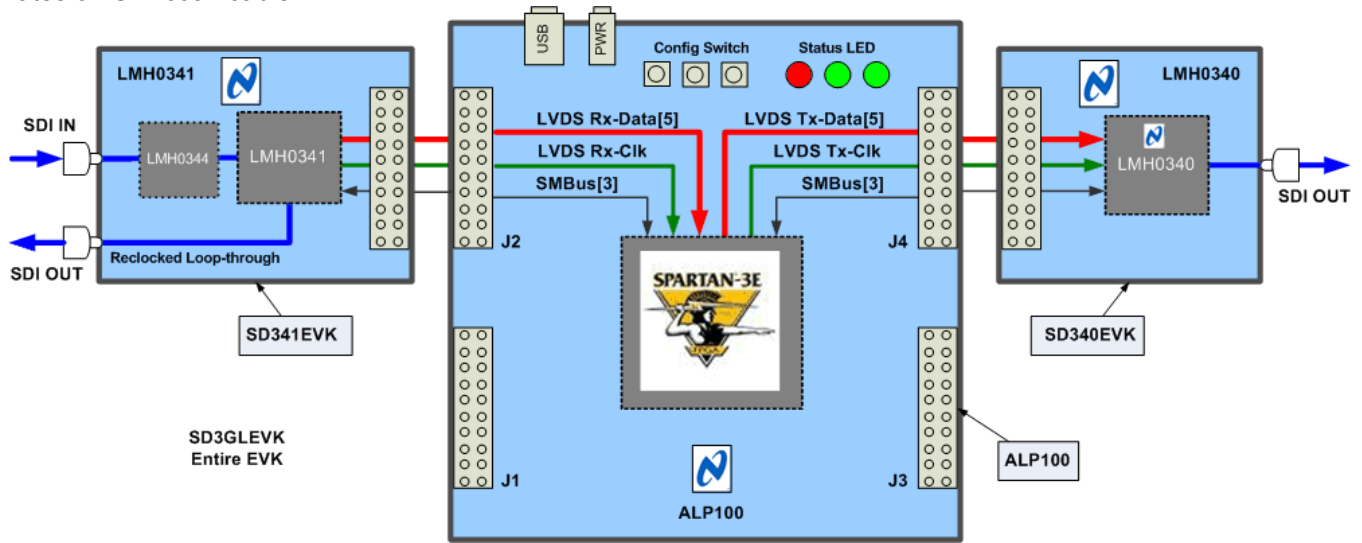 USB
PWR
Config Switch
Status LED
LMH0341
SDI IN
LMH0344
LMH0341
SDI OUT
Reclocked Loop-through
SD341EVK
LVDS Rx-Data[5]
LVDS Rx-Clk
SMBus[3]
LVDS Tx-Data[5]
LVDS Tx-Clk
SMBus[3]
J2
J4
SPARTAN-3E
FPGA
J1
J3
ALP100
LMH0340
LMH0340
SDI OUT
SD340EVK
ALP100
SD3GLEVK
Entire EVK